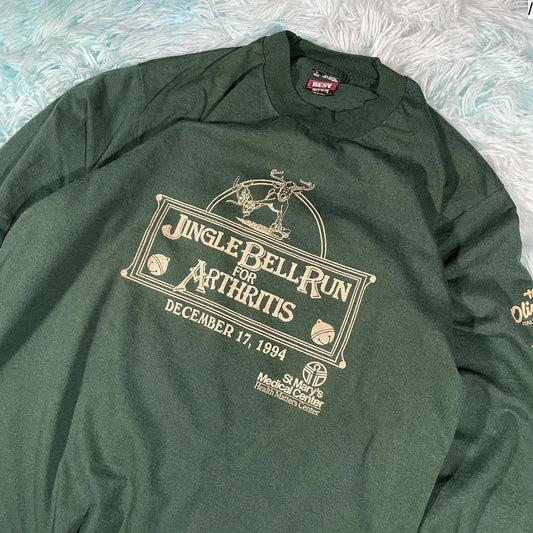 BEST
JINGLE BELL RUN
FOR
ARTHRITIS
DECEMBER 17, 1994
St Mary's
Medical Center
Health Matters Center